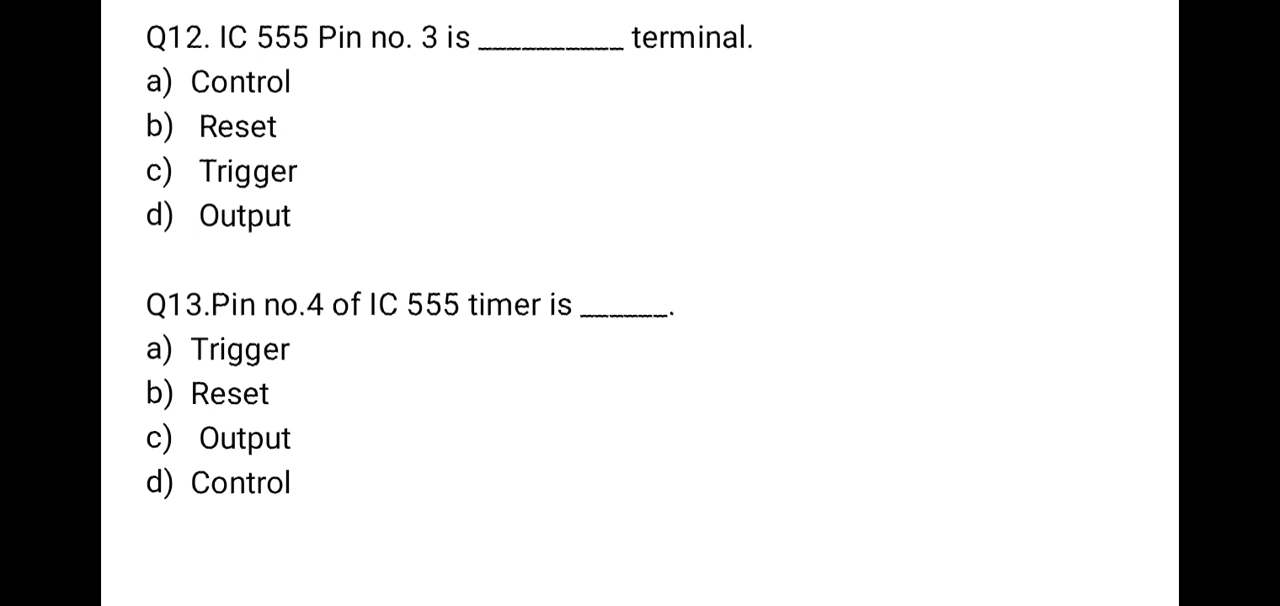 Q12. IC 555 Pin no. 3 is __________ terminal.
a) Control
b) Reset
c) Trigger
d) Output
Q13.Pin no.4 of IC 555 timer is ______.
a) Trigger
b) Reset
c) Output
d) Control